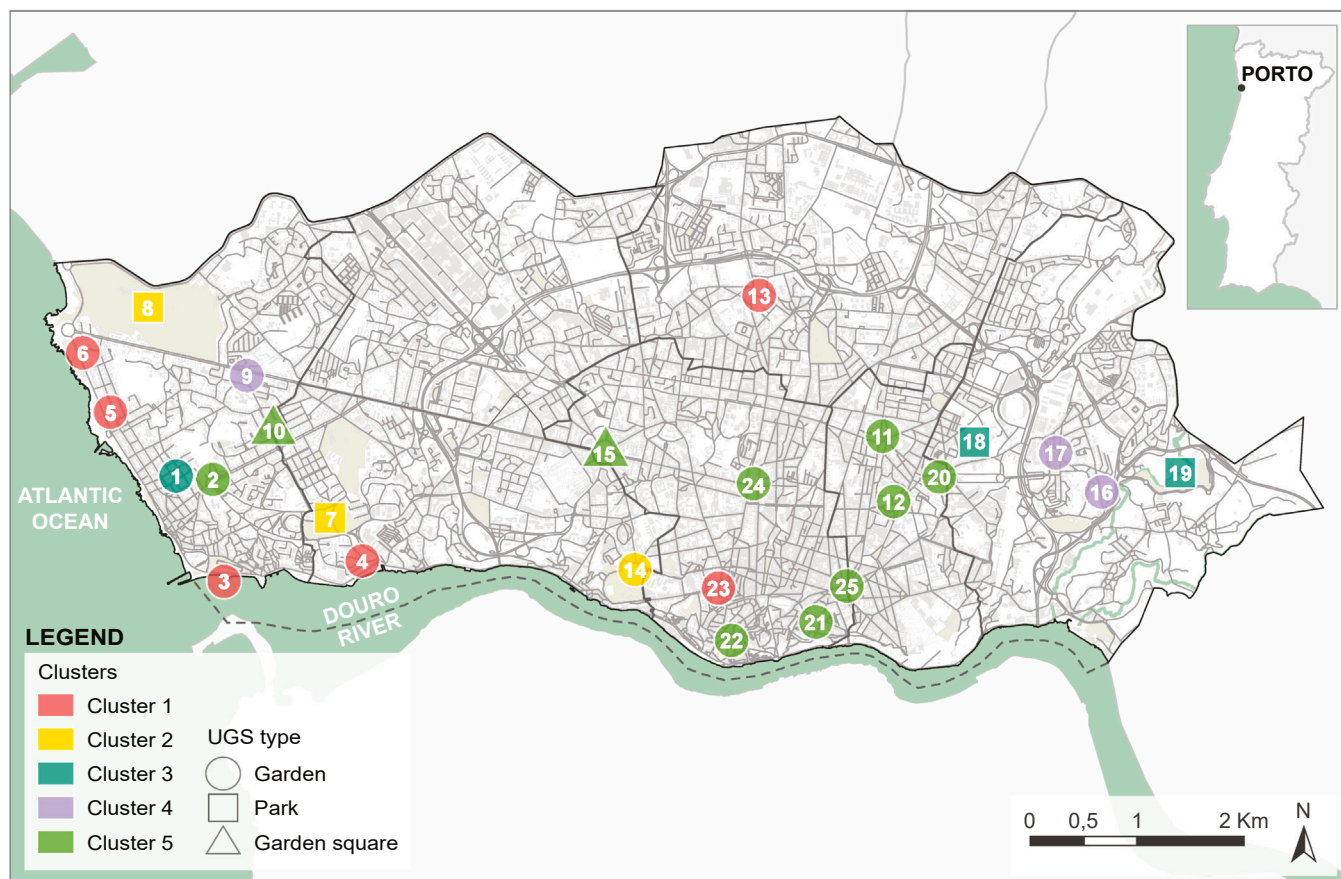 PORTO
8
13
6
9
5
10
11
18
17
15
1
2
24
20
19
12
16
7
ATLANTIC
OCEAN
4
14
3
23
25
DOURO
RIVER
21
22
LEGEND
Clusters
Cluster 1
Cluster 2
Cluster 3
Cluster 4
Cluster 5
UGS type
Garden
Park
Garden square
0 0,5 1 2 Km
N